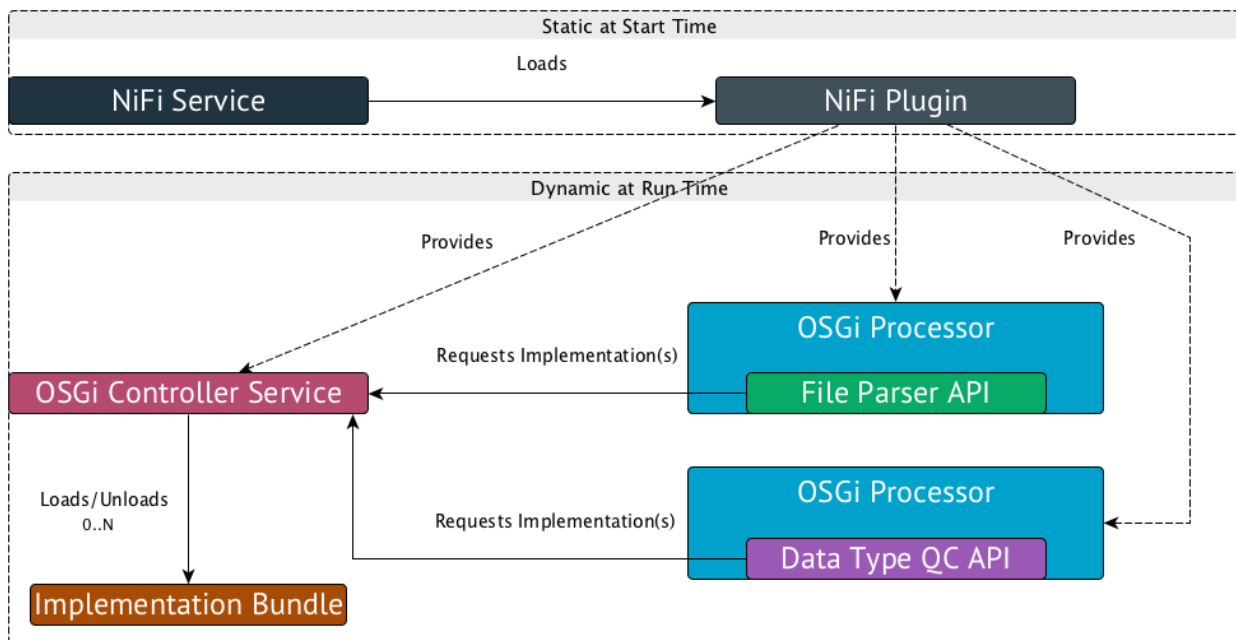 Static at Start Time
Loads
NiFi Service
NiFi Plugin
Dynamic at Run Time
Provides
Provides
Provides
OSGi Processor
Requests Implementation(s)
OSGi Controller Service
File Parser API
OSGi Processor
Loads/Unloads
0..N
Requests Implementation(s)
Data Type QC API
Implementation Bundle